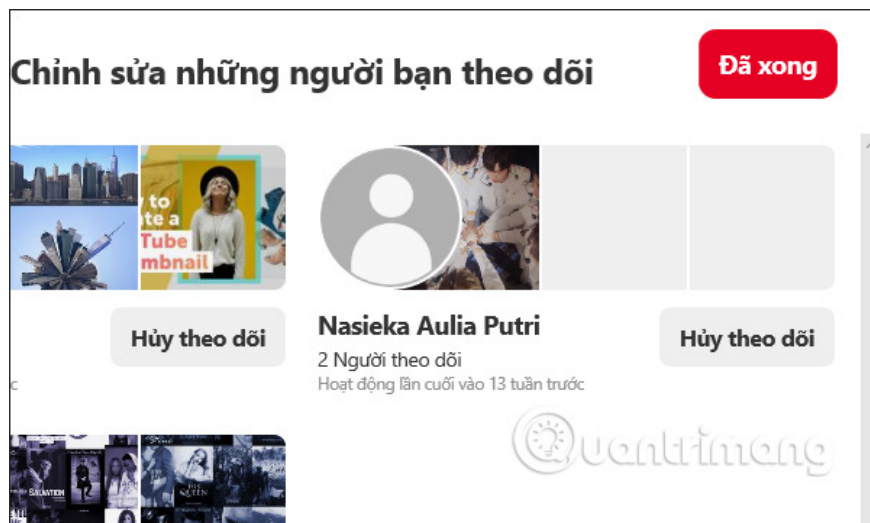 Chỉnh sửa những người bạn theo dõi
Đã xong
to
te a
Tube
mbnail
Hủy theo dõi
Nasieka Aulia Putri
2 Người theo dõi
Hoạt động lần cuối vào 13 tuần trước
Hủy theo dõi
c
Quantrimang
SALVATION
HIS
QUEEN